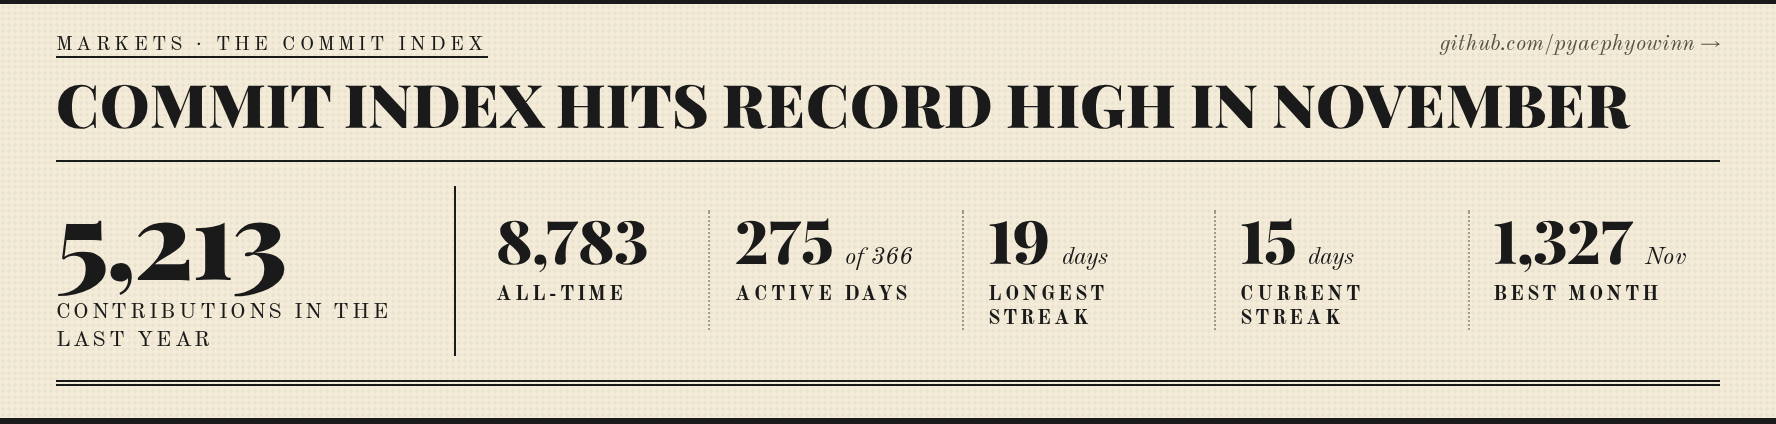 MARKETS · THE COMMIT INDEX
github.com/pyaephyowinn →
COMMIT INDEX HITS RECORD HIGH IN NOVEMBER
5,213
CONTRIBUTIONS IN THE
LAST YEAR
8,783
ALL-TIME
275 of 366
ACTIVE DAYS
19 days
LONGEST
STREAK
15 days
CURRENT
STREAK
1,327 Nov
BEST MONTH